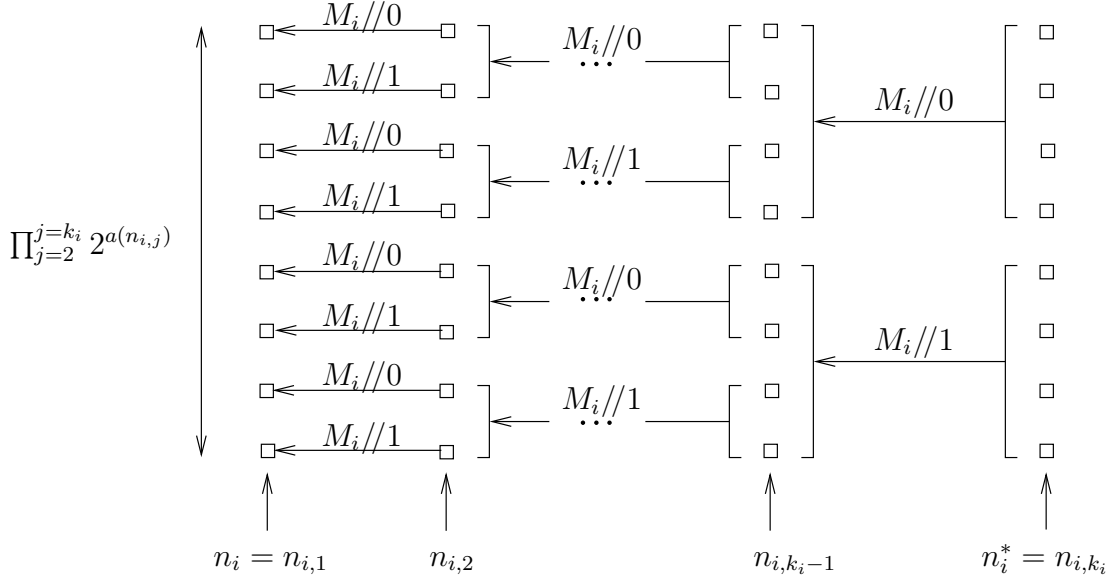 M_i//0
M_i//0
M_i//1 ...
M_i//0
M_i//0
M_i//1
M_i//1 ...
\prod_{j=2}^{j=k_i} 2^{a(n_{i,j})}
M_i//0
M_i//0
...
M_i//1
M_i//1
M_i//0
M_i//1
...
M_i//1
n_i = n_{i,1} n_{i,2} n_{i,k_i-1} n_i^* = n_{i,k_i}